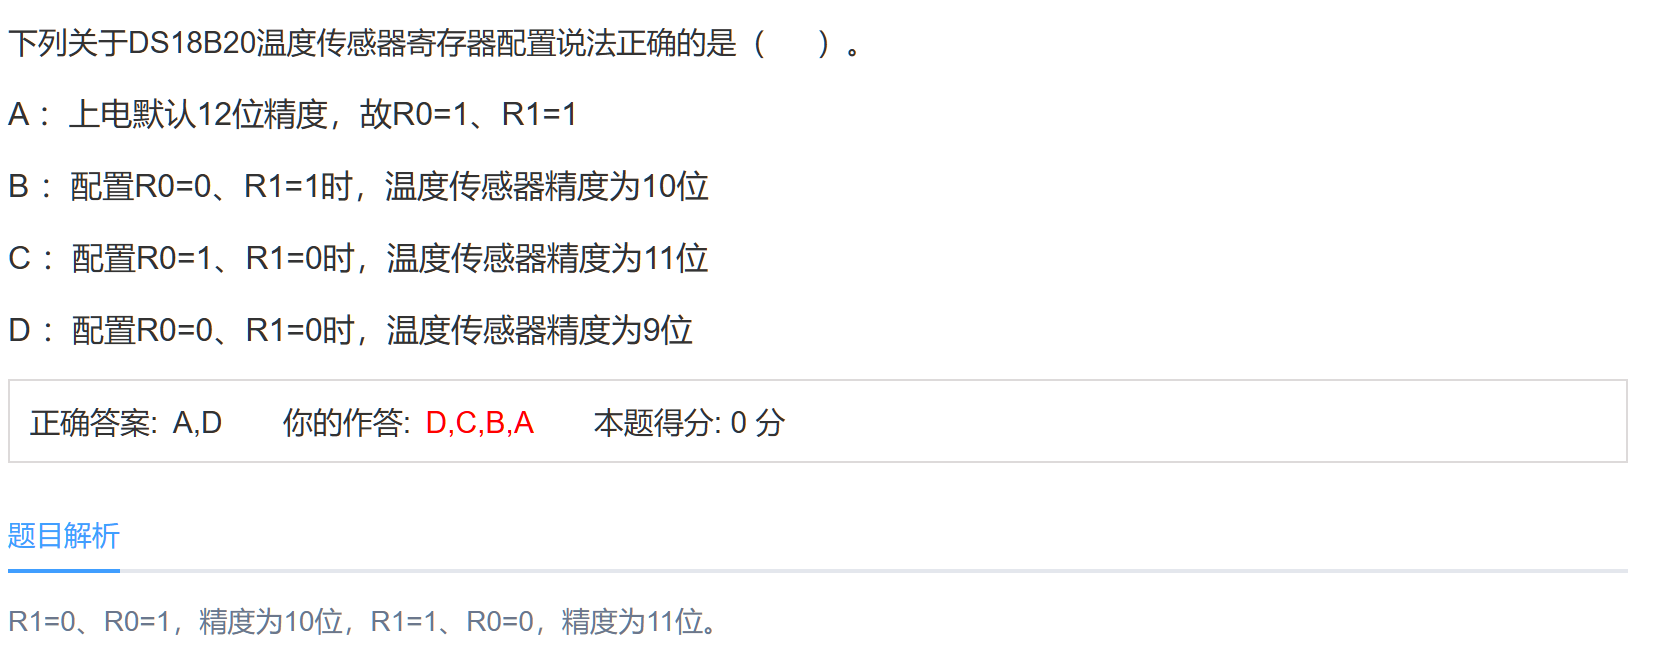 下列关于DS18B20温度传感器寄存器配置说法正确的是（　　）。
A： 上电默认12位精度，故R0=1、R1=1
B： 配置R0=0、R1=1时，温度传感器精度为10位
C： 配置R0=1、R1=0时，温度传感器精度为11位
D： 配置R0=0、R1=0时，温度传感器精度为9位
正确答案: A,D 你的作答: D,C,B,A 本题得分: 0 分
题目解析
R1=0、R0=1，精度为10位，R1=1、R0=0，精度为11位。